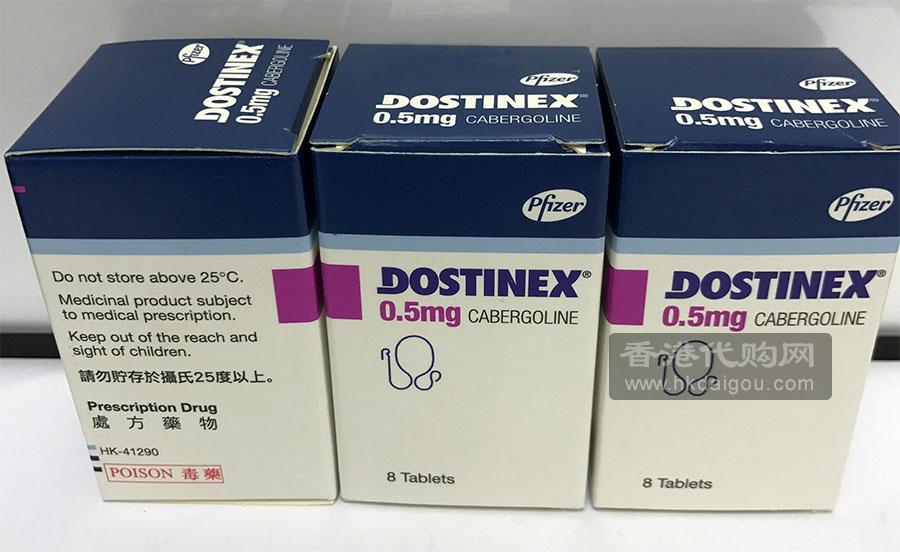 Pfizer
DOSTINEX
0.5mg CABERGOLINE
Do not store above 25°C.
Medicinal product subject
to medical prescription.
Keep out of the reach and
sight of children.
請勿貯存於攝氏25度以上。
Prescription Drug
處方藥物
HK-41290
POISON 毒藥
Pfizer
DOSTINEX®
0.5mg CABERGOLINE
Pfizer
DOSTINEX®
0.5mg CABERGOLINE
8 Tablets
Pfizer
DOSTINEX®
0.5mg CABERGOLINE
Pfizer
DOSTINEX®
0.5mg CABERGOLINE
香港代购网
www.hkdaigou.com
8 Tablets